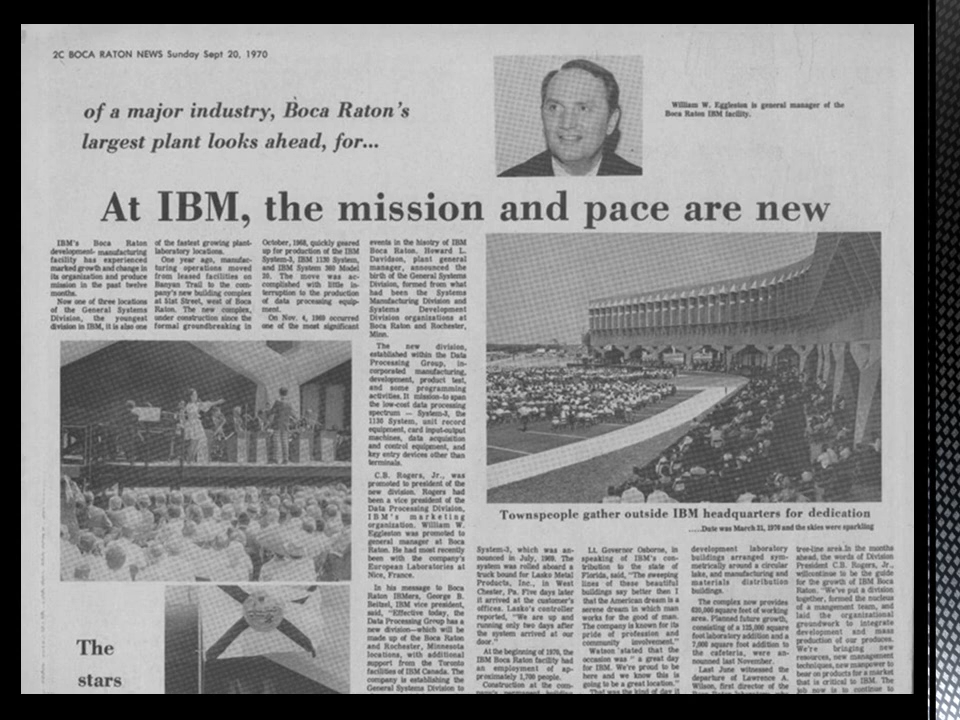 2C BOCA RATON NEWS Sunday Sept 20, 1970
of a major industry, Boca Raton's
largest plant looks ahead, for...
William W. Eggleston is general manager of the
Boca Raton IBM facility.
At IBM, the mission and pace are new
IBM's Boca Raton
development- manufacturing
facility has experienced
marked growth and change in
its organization and produce
mission in the past twelve
months.
Now one of three locations
of the General Systems
Division, the youngest
division in IBM, it is also one
of the fastest growing plant-
laboratory locations.
One year ago, manufac-
turing operations moved
from leased facilities on
Banyan Trail to the com-
pany's new building complex
at 51st Street, west of Boca
Raton. The new complex,
under construction since the
formal groundbreaking in
October, 1968, quickly geared
up for production of the IBM
System-3, IBM 1130 System,
and IBM System 360 Model
20. The move was ac-
complished with little in-
terruption to the production
of data processing equip-
ment.
On Nov. 4, 1969 occurred
one of the most significant
events in the hisotry of IBM
Boca Raton. Howard L.
Davidson, plant general
manager, announced the
birth of the General Systems
Division, formed from what
had been the Systems
Manufacturing Division and
Systems Development
Division organizations at
Boca Raton and Rochester,
Minn.
The new division,
established within the Data
Processing Group, in-
corporated manufacturing,
development, product test,
and some programming
activities. It mission-to span
the low-cost data processing
spectrum — System-3, the
1130 System, unit record
equipment, card input-output
machines, data acquisition
and control equipment, and
key entry devices other than
terminals.
C.B. Rogers, Jr., was
promoted to president of the
new division. Rogers had
been a vice president of the
Data Processing Division,
IBM's marketing
organization. William W.
Eggleston was promoted to
general manager at Boca
Raton. He had most recently
been with the company's
European Laboratories at
Nice, France.
In his message to Boca
Raton IBMers, George B.
Beitzel, IBM vice president,
said, "Effective today, the
Data Processing Group has a
new division—which will be
made up of the Boca Raton
and Rochester, Minnesota
locations, with additional
support from the Toronto
facilities of IBM Canada. The
company is establishing the
General Systems Division to
Townspeople gather outside IBM headquarters for dedication
.....Date was March 31, 1970 and the skies were sparkling
System-3, which was an-
nounced in July, 1969. The
system was rolled aboard a
truck bound for Lasko Metal
Products, Inc., in West
Chester, Pa. Five days later
it arrived at the customer's
offices. Lasko's controller
reported, "We are up and
running only two days after
the system arrived at our
door."
At the beginning of 1970, the
IBM Boca Raton facility had
an employment of ap-
proximately 1,700 people.
Construction at the com-
Lt. Governor Osborne, in
speaking of IBM's con-
tribution to the state of
Florida, said, "The sweeping
lines of these beautiful
buildings say better then I
that the American dream is a
serene dream in which man
works for the good of man.
The company is known for its
pride of profession and
community involvement."
Watson stated that the
occasion was " a great day
for IBM. We're proud to be
here and we know this is
going to be a great location."
That was the kind of day it
development laboratory
buildings arranged sym-
metrically around a circular
lake, and manufacturing and
materials distribution
buildings.
The complex now provides
square feet of working
area. Planned future growth,
consisting of a 125,000 square
foot laboratory addition and a
7,000 square foot addition to
the cafeteria, were an-
nounced last November.
Last June witnessed the
departure of Lawrence A.
Wilson, first director of the
tree-line area.In the months
ahead, the words of Division
President C.B. Rogers, Jr.,
willcontinue to be the guide
for the growth of IBM Boca
Raton. "We've put a division
together, formed the nucleus
of a mangement team, and
laid the organizational
groundwork to integrate
development and mass
production of our produces.
We're bringing new
resources, new management
techniques, new manpower to
bear on products for a market
that is critical to IBM. The
job now is to continue to
The
stars